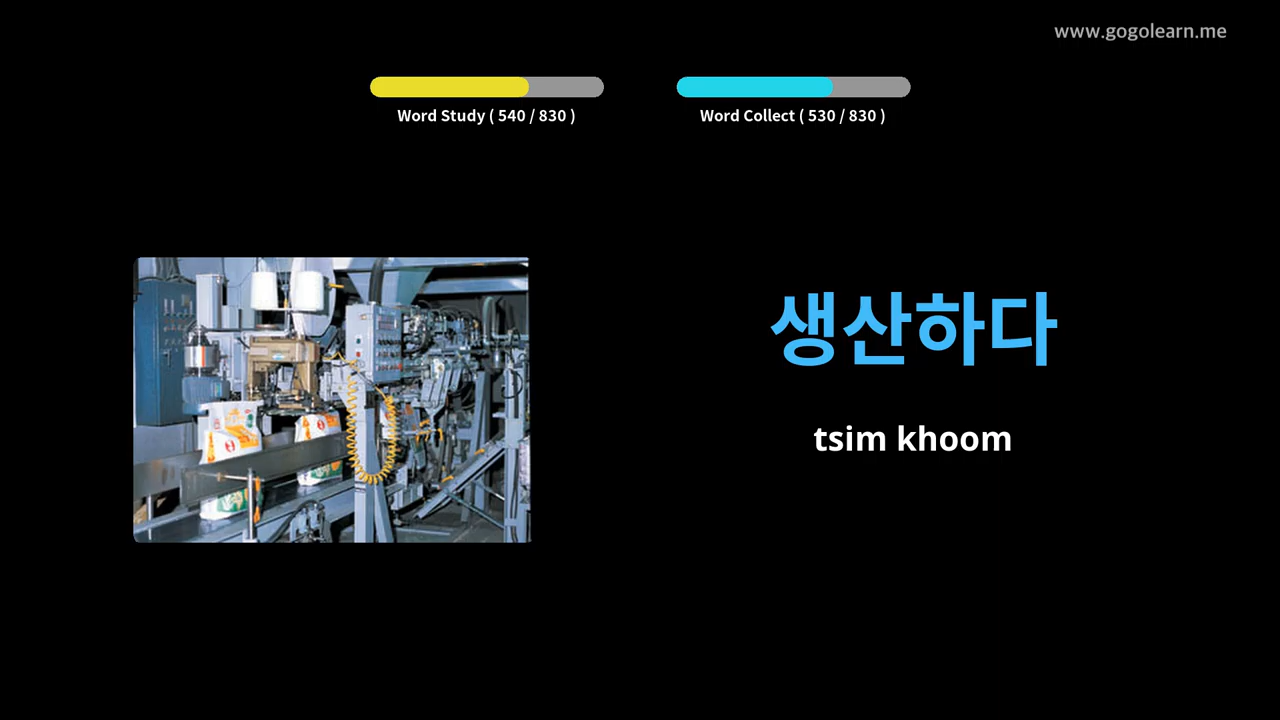 www.gogolearn.me
Word Study ( 540 / 830 )
Word Collect ( 530 / 830 )
생산하다
tsim khoom